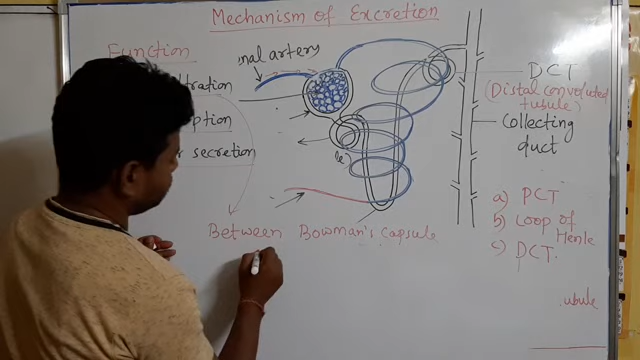 Mechanism of Excretion
Function
nal artery
ltration
ption
secretion
le)
DCT
(Distal convoluted
tubule)
Collecting
duct
a) PCT
b) Loop of
Henle
c) DCT.
ubule
Between Bowman's capsule